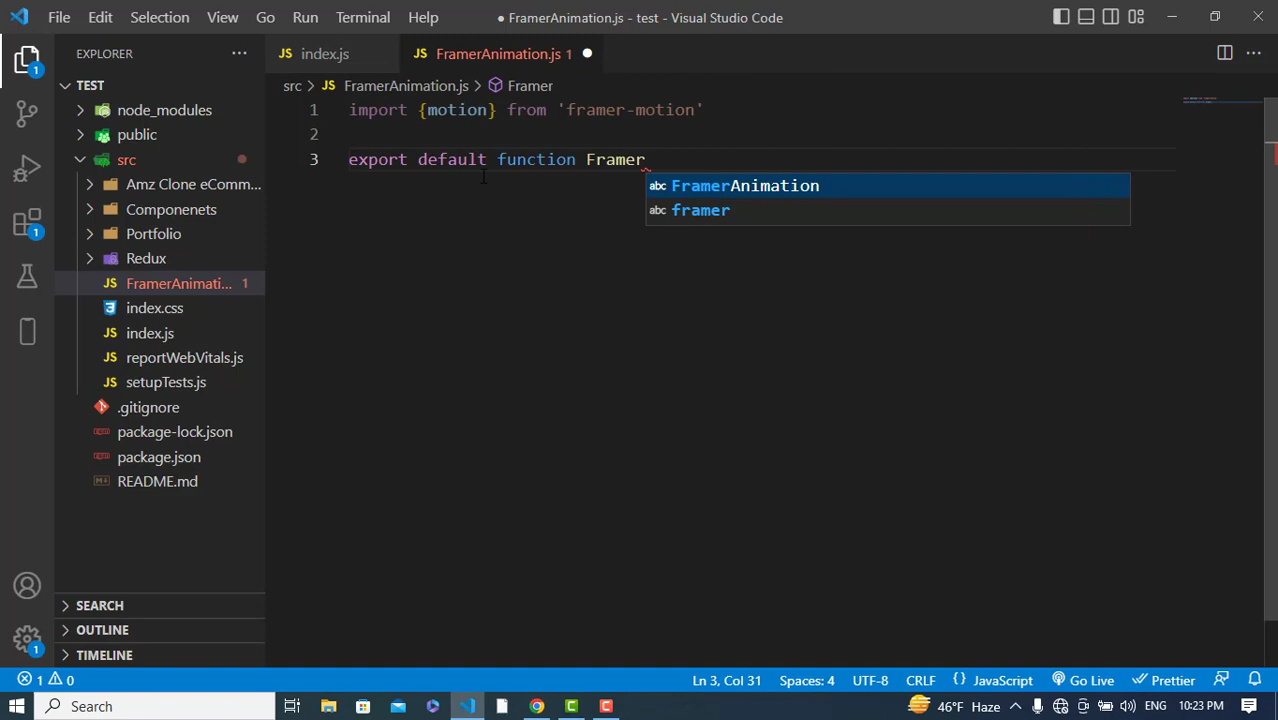 File Edit Selection View Go Run Terminal Help
● FramerAnimation.js - test - Visual Studio Code
EXPLORER
TEST
node_modules
public
src
Amz Clone eComm...
Componenets
Portfolio
Redux
JS FramerAnimati... 1
index.css
JS index.js
JS reportWebVitals.js
JS setupTests.js
.gitignore
package-lock.json
package.json
README.md
SEARCH
OUTLINE
TIMELINE
1
1
1
JS index.js
JS FramerAnimation.js 1 ●
src > JS FramerAnimation.js > Framer
1 import {motion} from 'framer-motion'
2
3 export default function Framer
abc FramerAnimation
abc framer
1 0
Ln 3, Col 31 Spaces: 4 UTF-8 CRLF {} JavaScript Go Live Prettier
Search
46°F Haze
ENG
10:23 PM